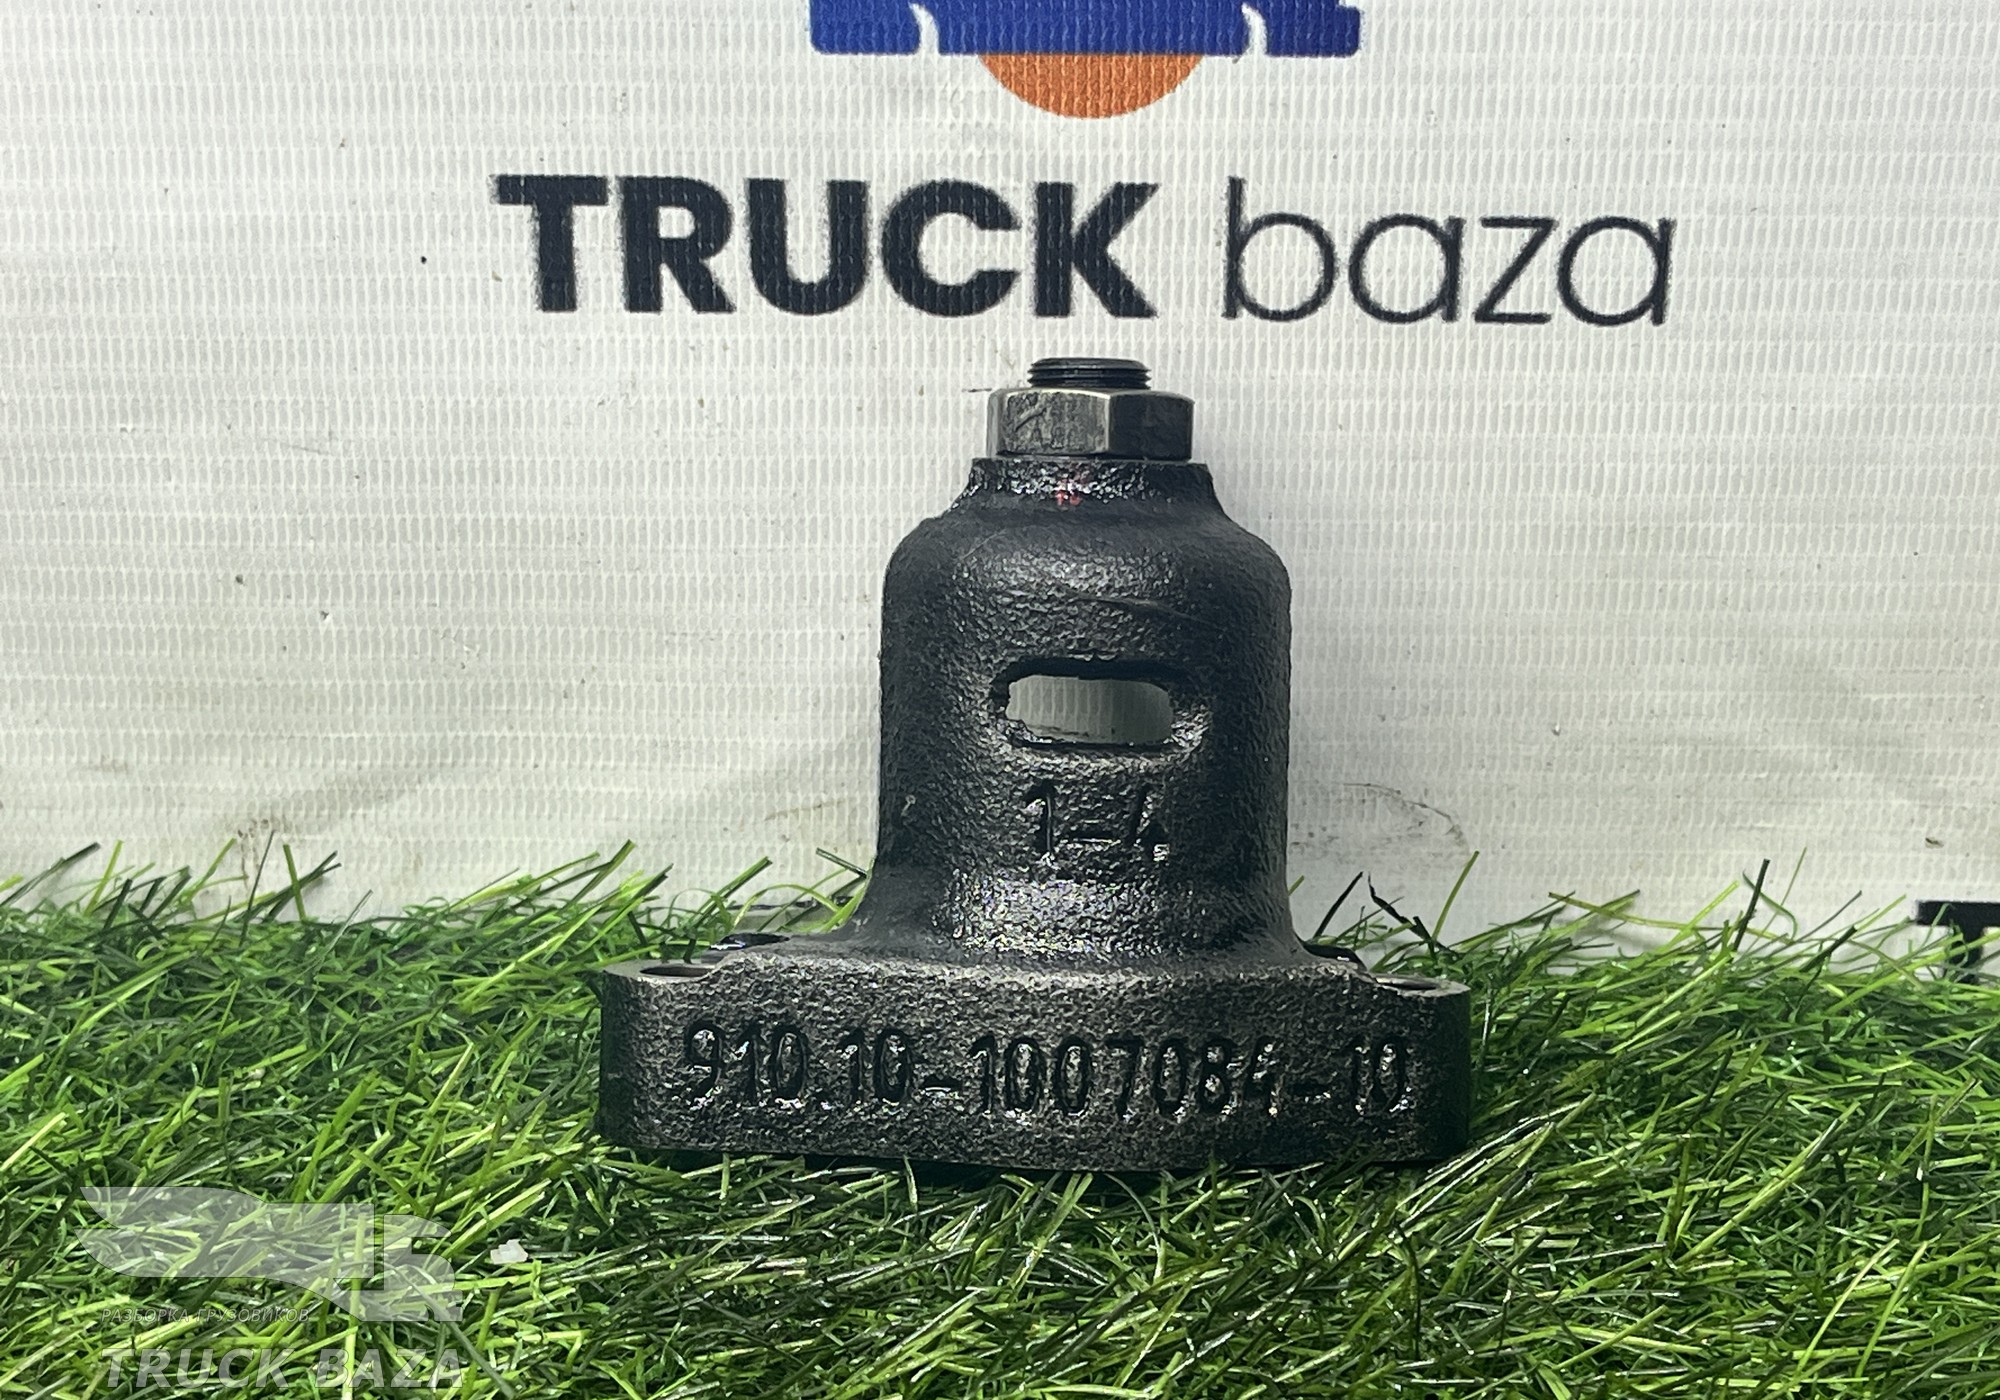 TRUCK baza
1-4
910.10-1007084-10
РАЗБОРКА ГРУЗОВИКОВ
TRUCK BAZA